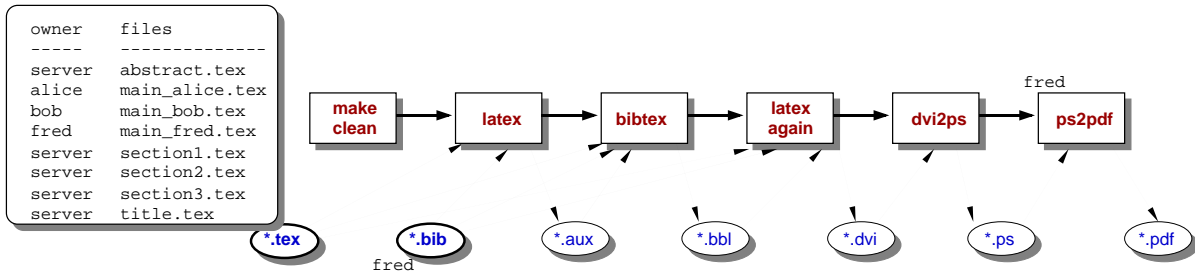 owner files
----- --------------
server abstract.tex
alice main_alice.tex
bob main_bob.tex
fred main_fred.tex
server section1.tex
server section2.tex
server section3.tex
server title.tex
fred
make
clean
latex
bibtex
latex
again
dvi2ps
ps2pdf
*.tex
*.bib
*.aux
*.bbl
*.dvi
*.ps
*.pdf
fred